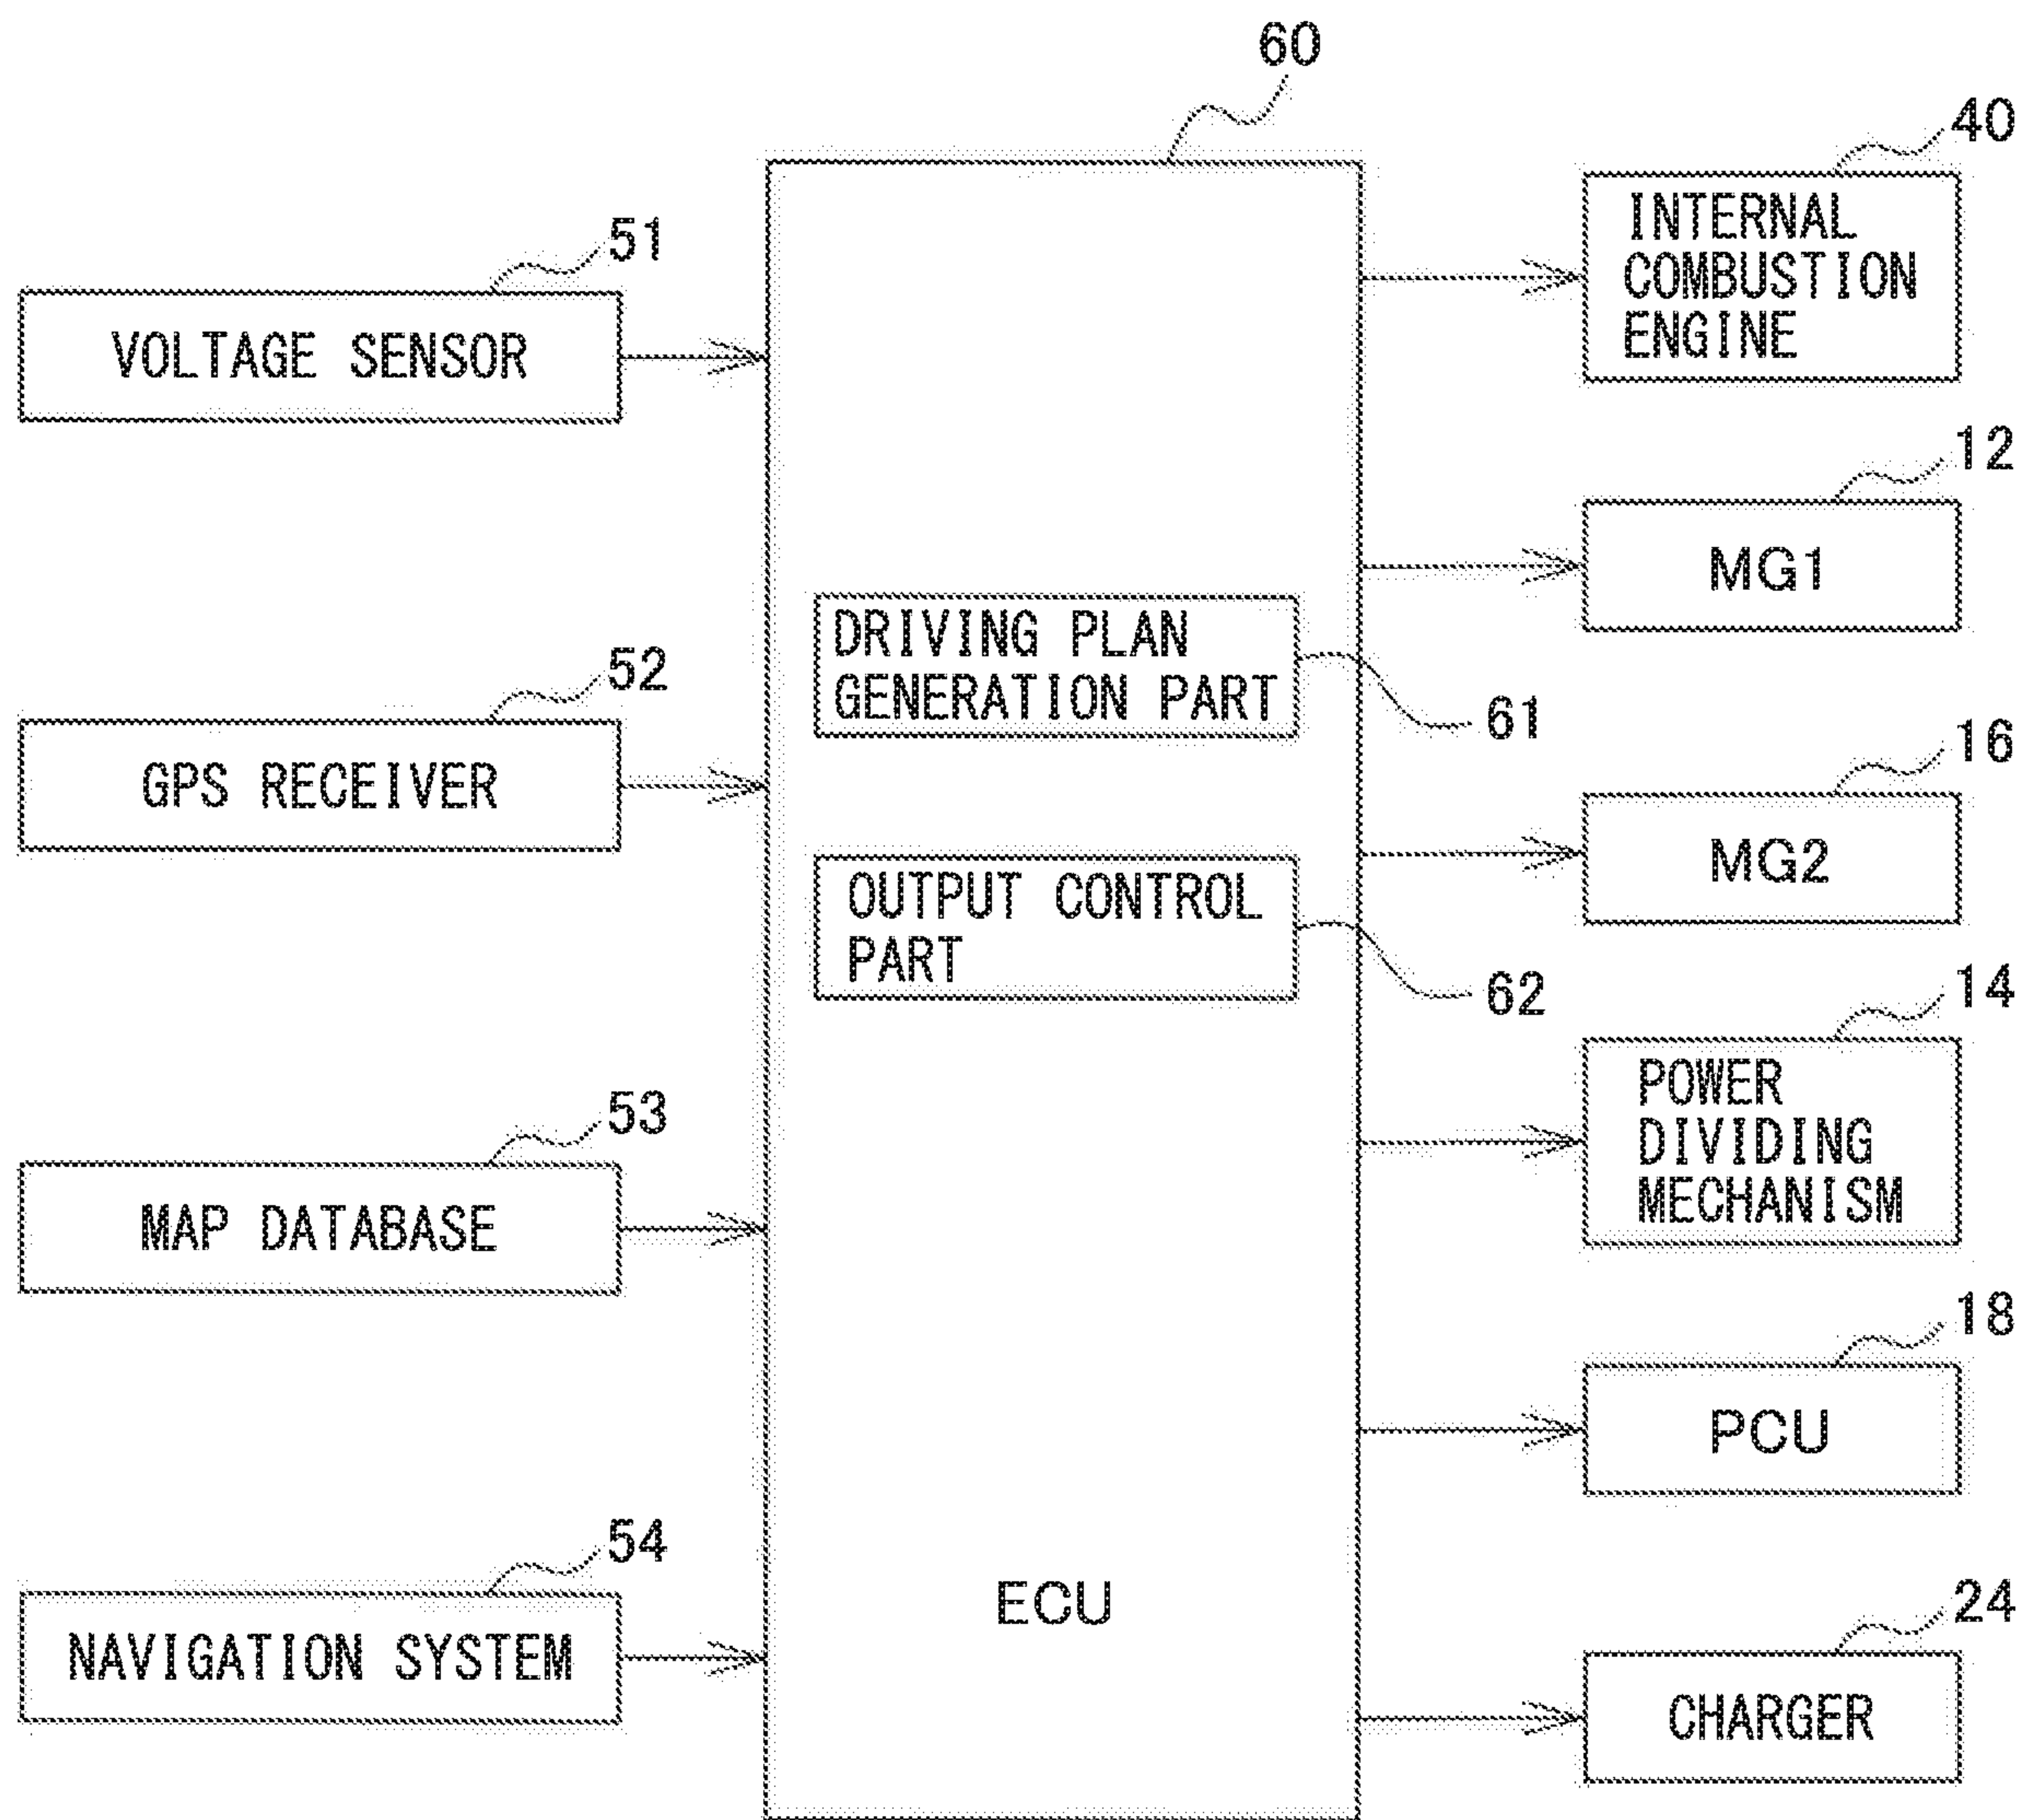 60
51
VOLTAGE SENSOR
52
GPS RECEIVER
53
MAP DATABASE
54
NAVIGATION SYSTEM
DRIVING PLAN
GENERATION PART
61
OUTPUT CONTROL
PART
62
ECU
40
INTERNAL
COMBUSTION
ENGINE
12
MG1
16
MG2
14
POWER
DIVIDING
MECHANISM
18
PCU
24
CHARGER